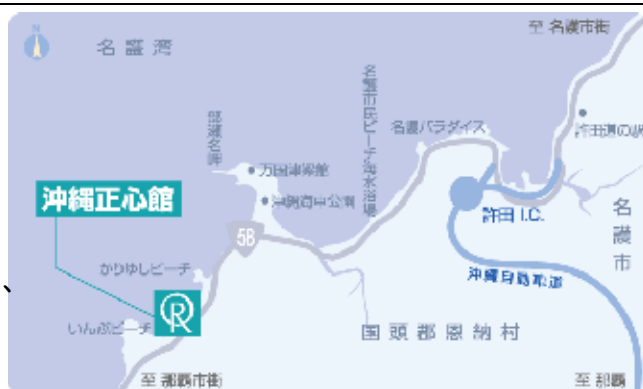 N
至 名護市街
名護湾
名護市民ビーチ海水浴場
名護パラダイス
許田道の駅
部瀬名岬
万国津梁館
沖縄海中公園
沖縄正心館
58
許田 I.C.
名護市
沖縄自動車道
かりゆしビーチ
、
R
いんぶビーチ
国頭郡恩納村
至 那覇市街
至 那覇